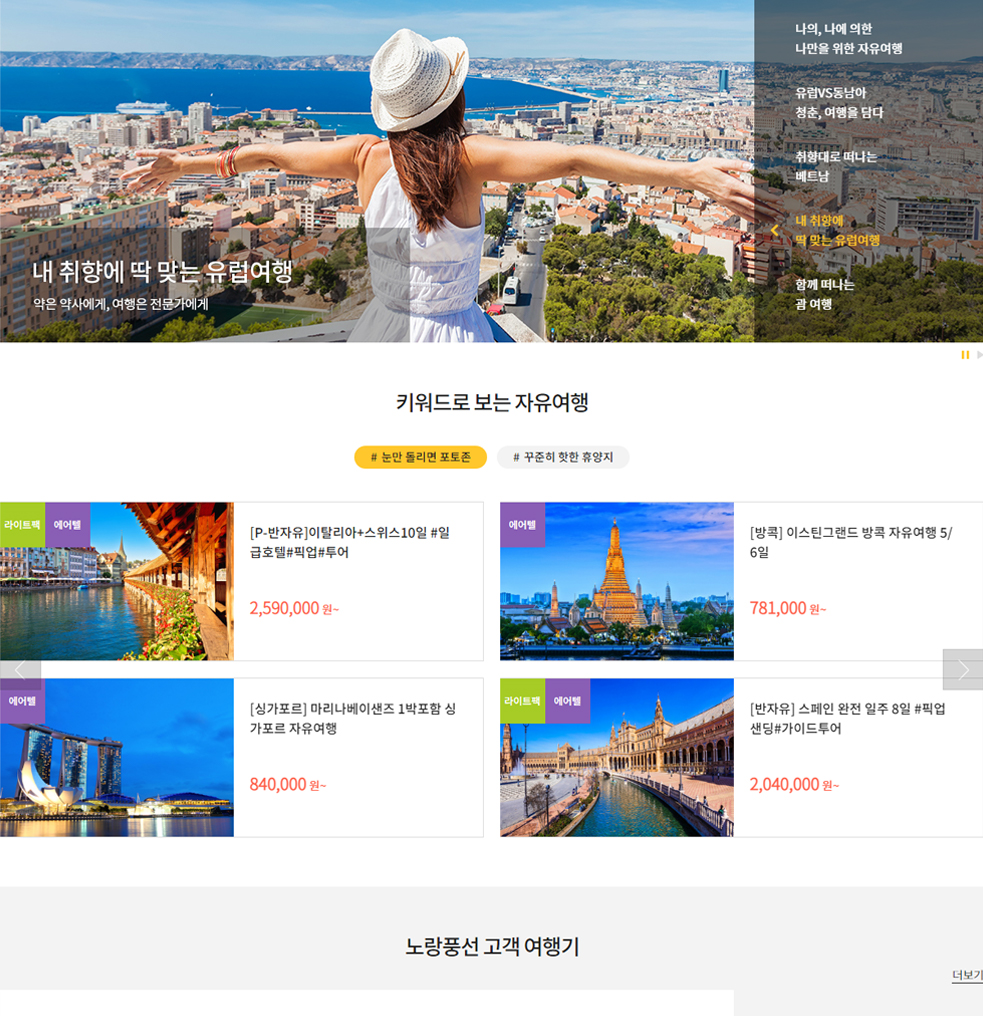 나의, 나에 의한
나만을 위한 자유여행
유럽VS동남아
청춘, 여행을 담다
취향대로 떠나는
베트남
내 취향에
딱 맞는 유럽여행
함께 떠나는
괌 여행
내 취향에 딱 맞는 유럽여행
약은 약사에게, 여행은 전문가에게
키워드로 보는 자유여행
# 눈만 돌리면 포토존
# 꾸준히 핫한 휴양지
라이트팩 에어텔
[P-반자유]이탈리아+스위스10일 #일
급호텔#픽업#투어
2,590,000 원~
에어텔
[방콕] 이스틴그랜드 방콕 자유여행 5/
6일
781,000 원~
에어텔
[싱가포르] 마리나베이샌즈 1박포함 싱
가포르 자유여행
840,000 원~
라이트팩 에어텔
[반자유] 스페인 완전 일주 8일 #픽업
샌딩#가이드투어
2,040,000 원~
노랑풍선 고객 여행기
더보기